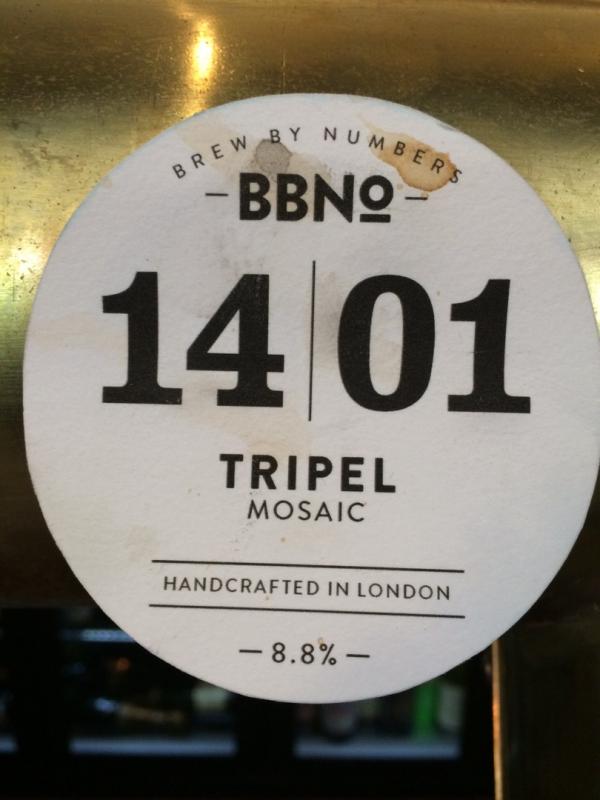 BREW BY NUMBERS
—BBNo—
14|01
TRIPEL
MOSAIC
HANDCRAFTED IN LONDON
—8.8%—